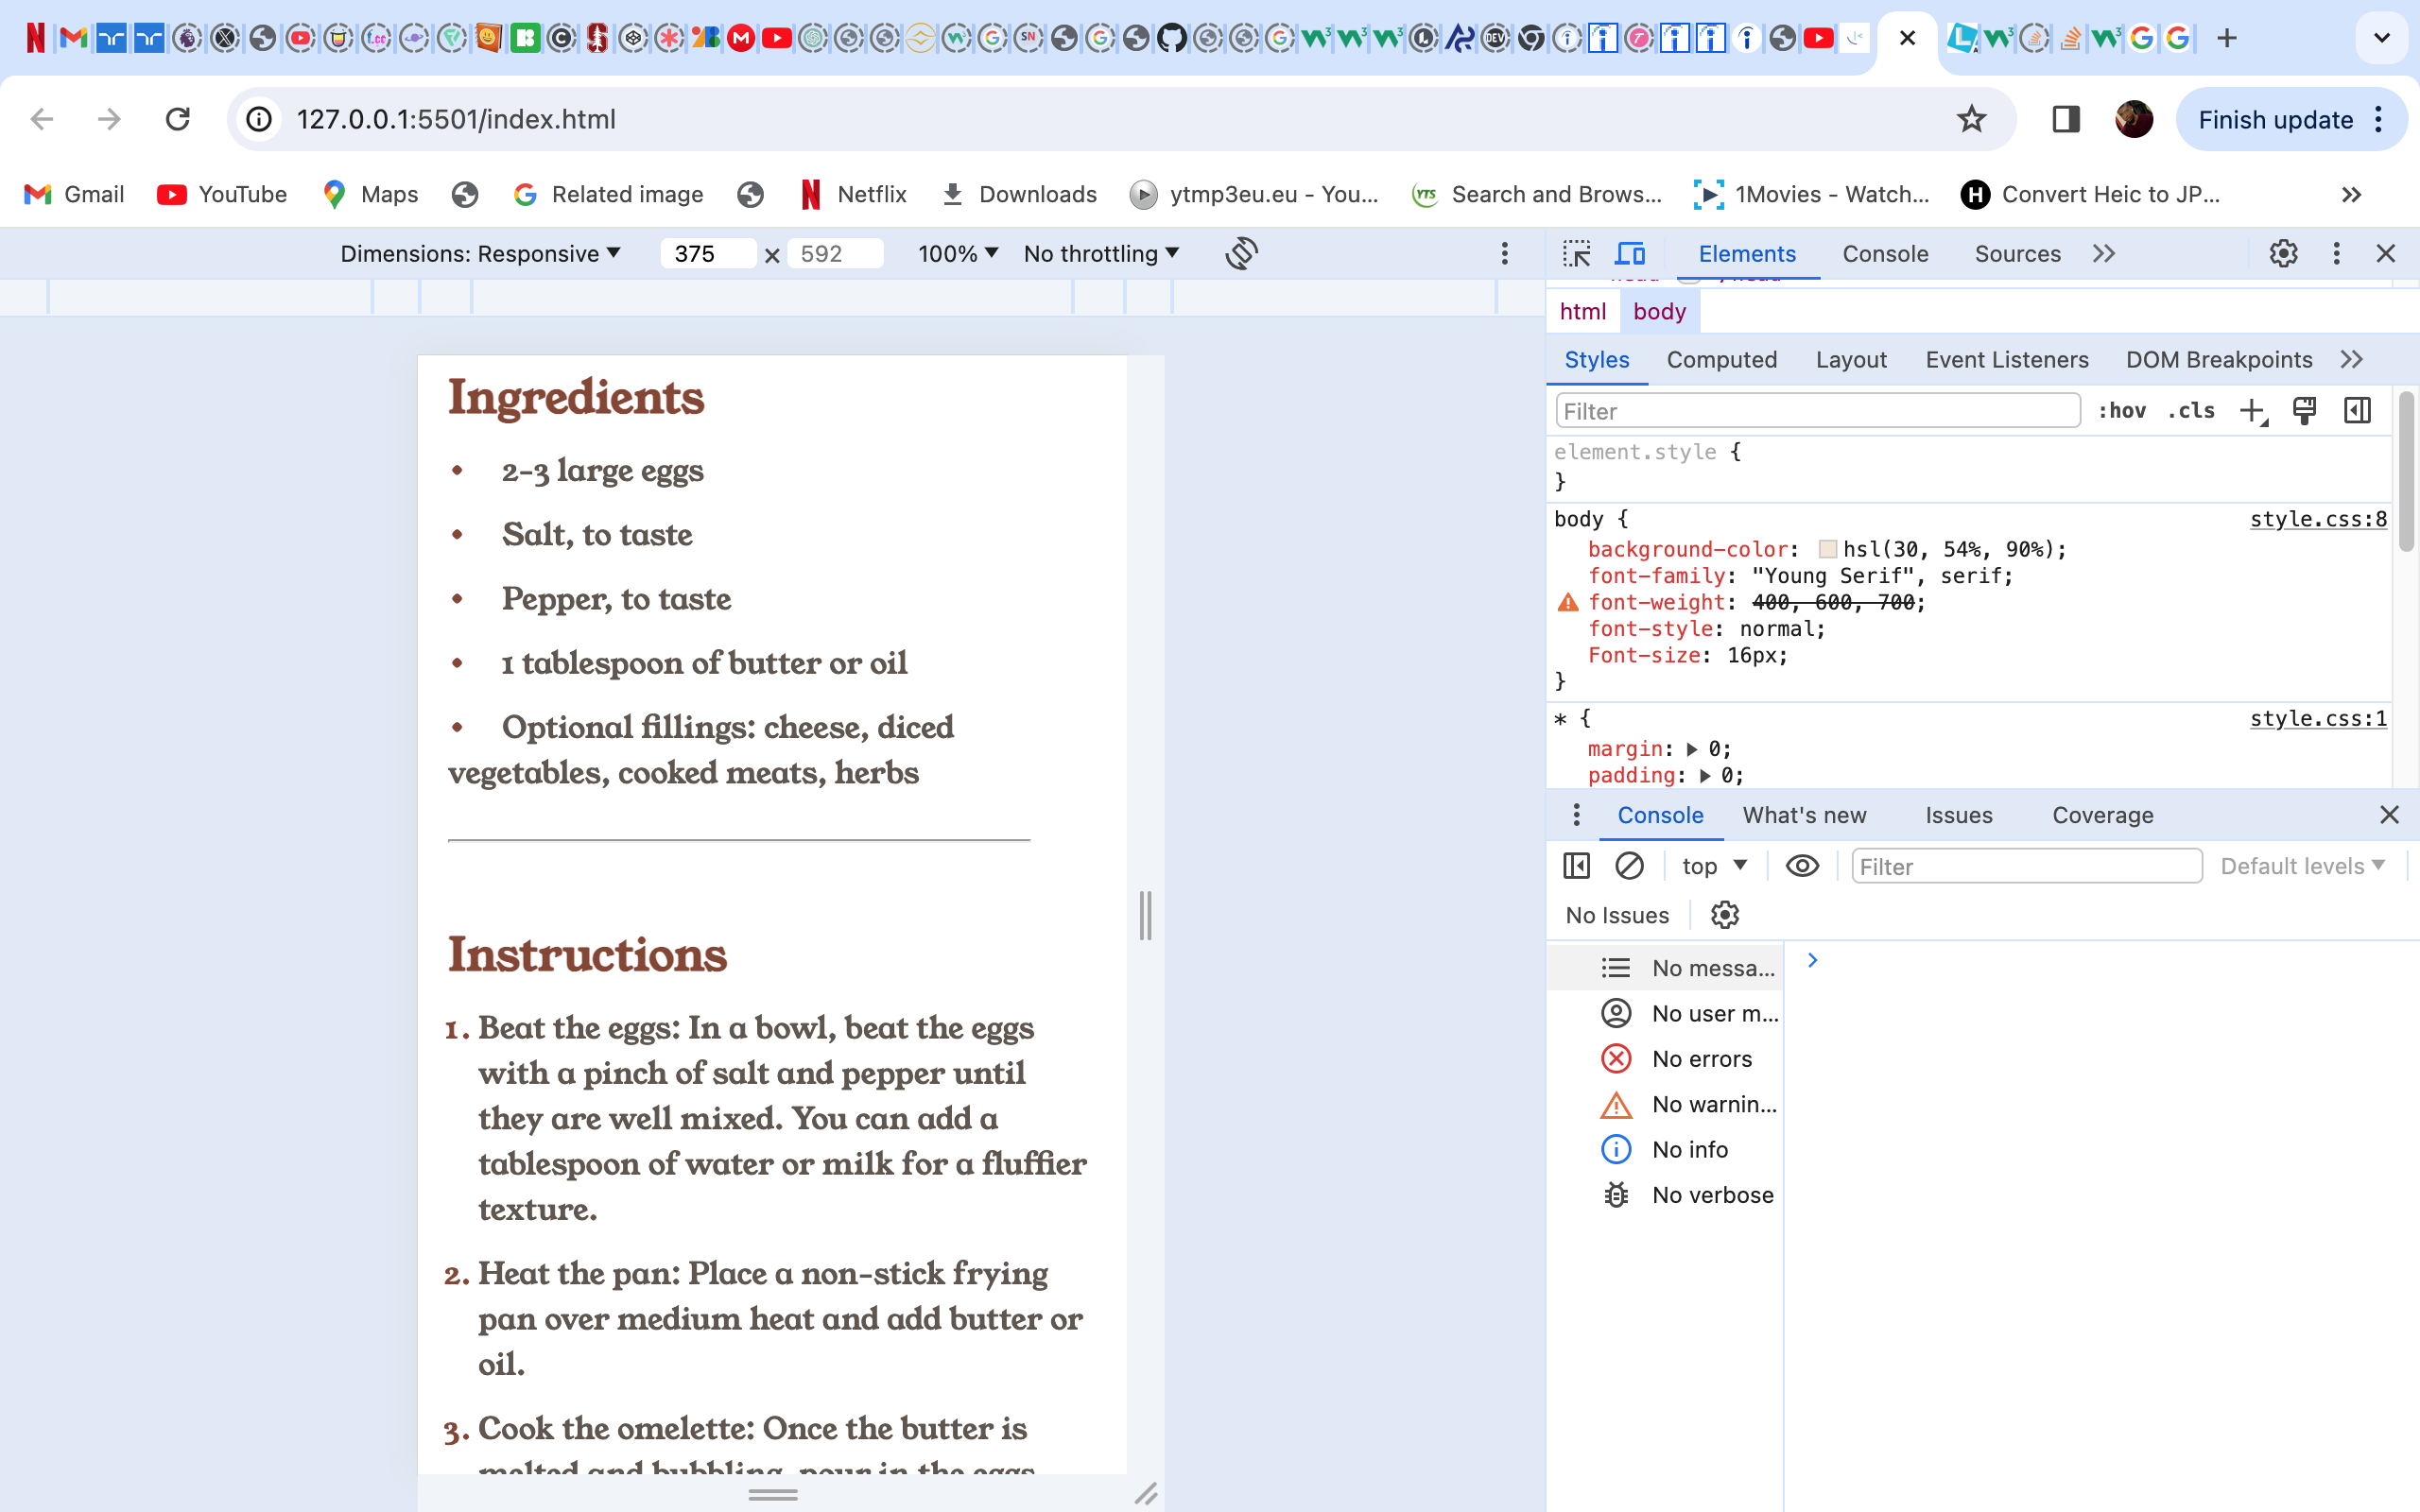 127.0.0.1:5501/index.html
Finish update
Gmail
YouTube
Maps
Related image
Netflix
Downloads
ytmp3eu.eu - You...
Search and Brows...
1Movies - Watch...
Convert Heic to JP...
Dimensions: Responsive 375 x 592 100% No throttling
Elements Console Sources
html body
Styles Computed Layout Event Listeners DOM Breakpoints
Filter :hov .cls
element.style {
}
body { style.css:8
background-color: hsl(30, 54%, 90%);
font-family: "Young Serif", serif;
font-weight: 400, 600, 700;
font-style: normal;
Font-size: 16px;
}
* { style.css:1
margin: 0;
padding: 0;
Console What's new Issues Coverage
top Filter Default levels
No Issues
No messa...
No user m...
No errors
No warnin...
No info
No verbose
Ingredients
• 2-3 large eggs
• Salt, to taste
• Pepper, to taste
• 1 tablespoon of butter or oil
• Optional fillings: cheese, diced
vegetables, cooked meats, herbs
Instructions
1. Beat the eggs: In a bowl, beat the eggs
with a pinch of salt and pepper until
they are well mixed. You can add a
tablespoon of water or milk for a fluffier
texture.
2. Heat the pan: Place a non-stick frying
pan over medium heat and add butter or
oil.
3. Cook the omelette: Once the butter is
melted and bubbling, pour in the eggs